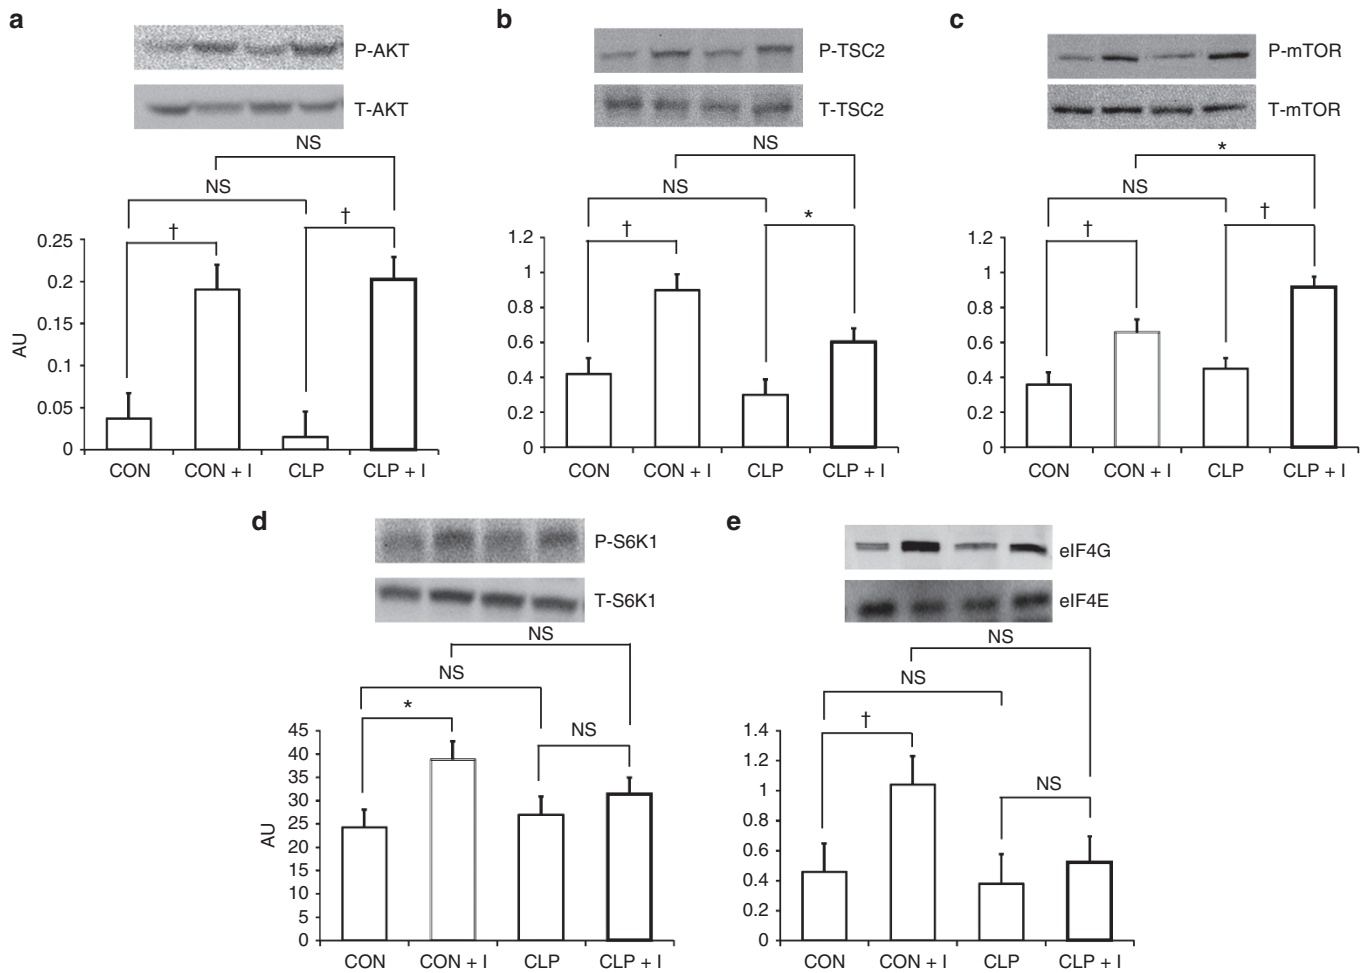 a
P-AKT
T-AKT
NS
NS
†
†
0.25
0.2
0.15
0.1
0.05
0
AU
CON
CON + I
CLP
CLP + I
b
P-TSC2
T-TSC2
NS
NS
†
*
1.2
1
0.8
0.6
0.4
0.2
0
CON
CON + I
CLP
CLP + I
c
P-mTOR
T-mTOR
*
NS
†
†
1.2
1
0.8
0.6
0.4
0.2
0
CON
CON + I
CLP
CLP + I
d
P-S6K1
T-S6K1
NS
NS
*
NS
45
40
35
30
25
20
15
10
5
0
AU
CON
CON + I
CLP
CLP + I
e
eIF4G
eIF4E
NS
NS
†
NS
1.4
1.2
1
0.8
0.6
0.4
0.2
0
CON
CON + I
CLP
CLP + I